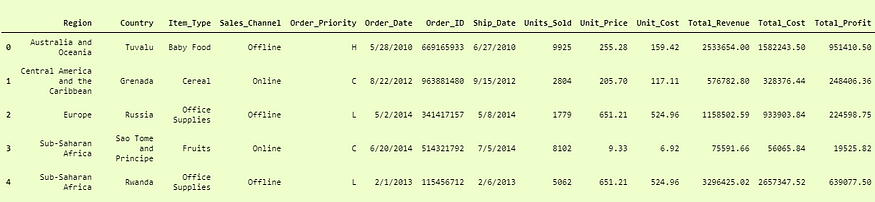 Region Country Item_Type Sales_Channel Order_Priority Order_Date Order_ID Ship_Date Units_Sold Unit_Price Unit_Cost Total_Revenue Total_Cost Total_Profit
0 Australia and Oceania Tuvalu Baby Food Offline H 5/28/2010 669165933 6/27/2010 9925 255.28 159.42 2533654.00 1582243.50 951410.50
1 Central America and the Caribbean Grenada Cereal Online C 8/22/2012 963881480 9/15/2012 2804 205.70 117.11 576782.80 328376.44 248406.36
2 Europe Russia Office Supplies Offline L 5/2/2014 341417157 5/8/2014 1779 651.21 524.96 1158502.59 933903.84 224598.75
3 Sub-Saharan Africa Sao Tome and Principe Fruits Online C 6/20/2014 514321792 7/5/2014 8102 9.33 6.92 75591.66 56065.84 19525.82
4 Sub-Saharan Africa Rwanda Office Supplies Offline L 2/1/2013 115456712 2/6/2013 5062 651.21 524.96 3296425.02 2657347.52 639077.50